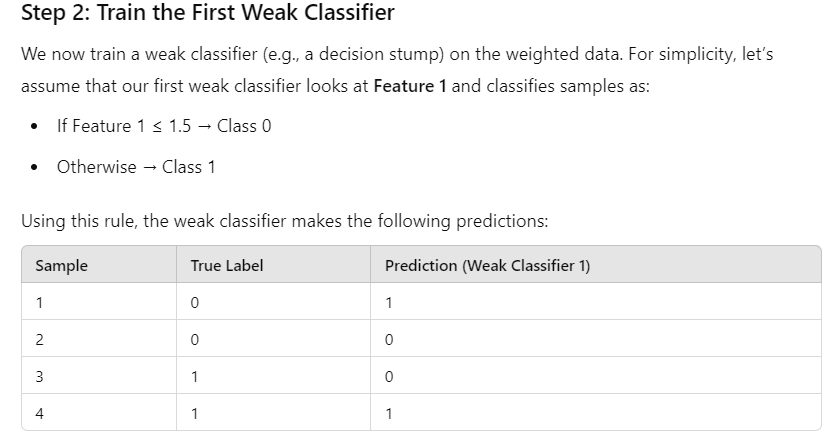 Step 2: Train the First Weak Classifier
We now train a weak classifier (e.g., a decision stump) on the weighted data. For simplicity, let’s
assume that our first weak classifier looks at Feature 1 and classifies samples as:
• If Feature 1 ≤ 1.5 → Class 0
• Otherwise → Class 1
Using this rule, the weak classifier makes the following predictions:
Sample True Label Prediction (Weak Classifier 1)
1 0 1
2 0 0
3 1 0
4 1 1